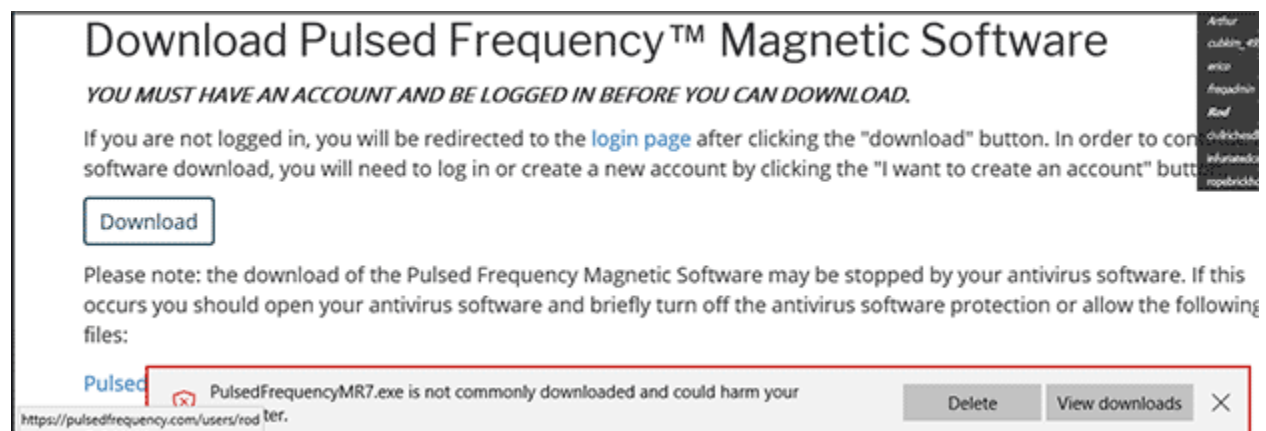 Download Pulsed Frequency™ Magnetic Software
YOU MUST HAVE AN ACCOUNT AND BE LOGGED IN BEFORE YOU CAN DOWNLOAD.
If you are not logged in, you will be redirected to the login page after clicking the "download" button. In order to
software download, you will need to log in or create a new account by clicking the "I want to create an account"
Download
Please note: the download of the Pulsed Frequency Magnetic Software may be stopped by your antivirus software. If this
occurs you should open your antivirus software and briefly turn off the antivirus software protection or allow the following
files:
Pulsed
PulsedFrequencyMR7.exe is not commonly downloaded and could harm your
ter.
Delete
View downloads
https://pulsedfrequency.com/users/rod
Arthur
erico
freqadmin
Rod